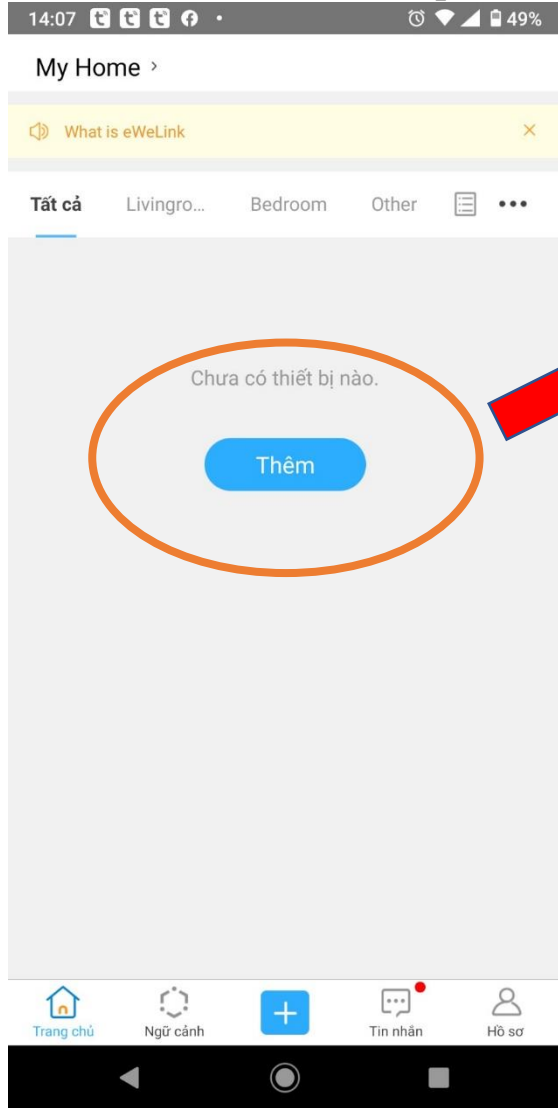 14:07 49%
My Home
What is eWeLink
Tất cả Livingro... Bedroom Other
Chưa có thiết bị nào.
Thêm
Trang chủ Ngữ cảnh Tin nhắn Hồ sơ